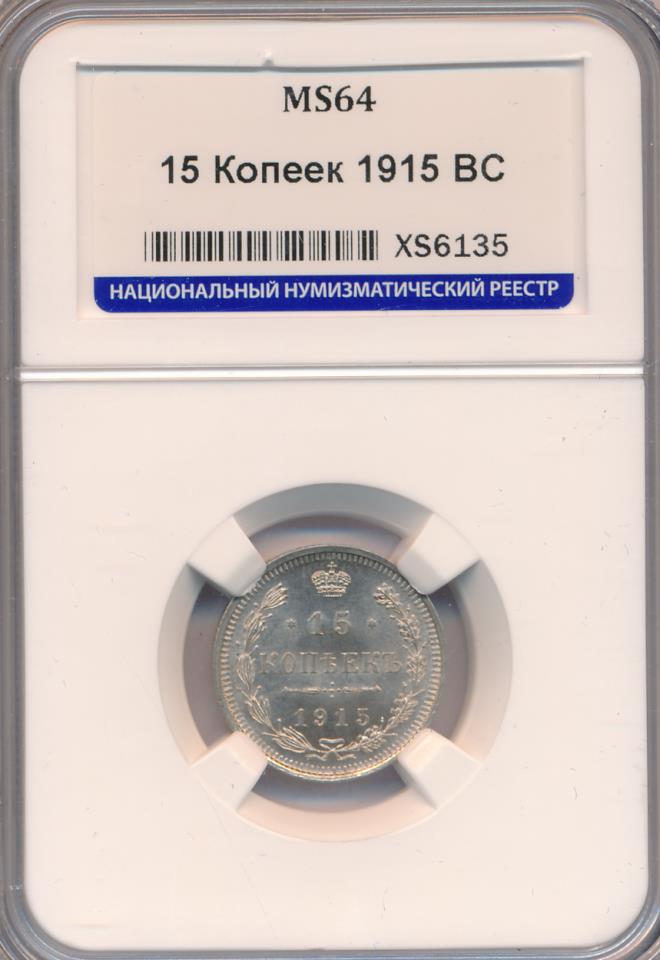 MS64
15 Копеек 1915 ВС
XS6135
НАЦИОНАЛЬНЫЙ НУМИЗМАТИЧЕСКИЙ РЕЕСТР
15
КОПѢЕКЪ
1915